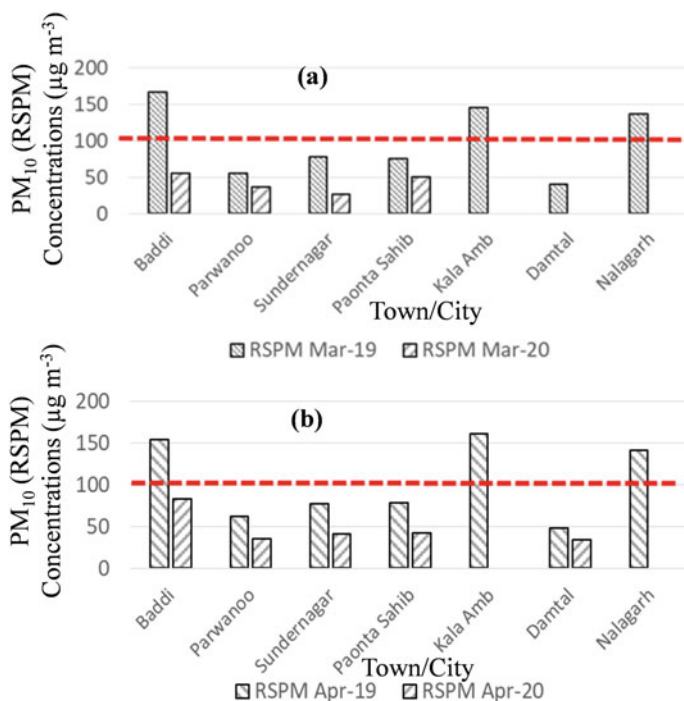 (a)
PM₁₀ (RSPM)
Concentrations (µg m⁻³)
200
150
100
50
0
Baddi
Parwanoo
Sundernagar
Paonta Sahib
Kala Amb
Damtal
Nalagarh
Town/City
RSPM Mar-19 RSPM Mar-20
(b)
PM₁₀ (RSPM)
Concentrations (µg m⁻³)
200
150
100
50
0
Baddi
Parwanoo
Sundernagar
Paonta Sahib
Kala Amb
Damtal
Nalagarh
Town/City
RSPM Apr-19 RSPM Apr-20